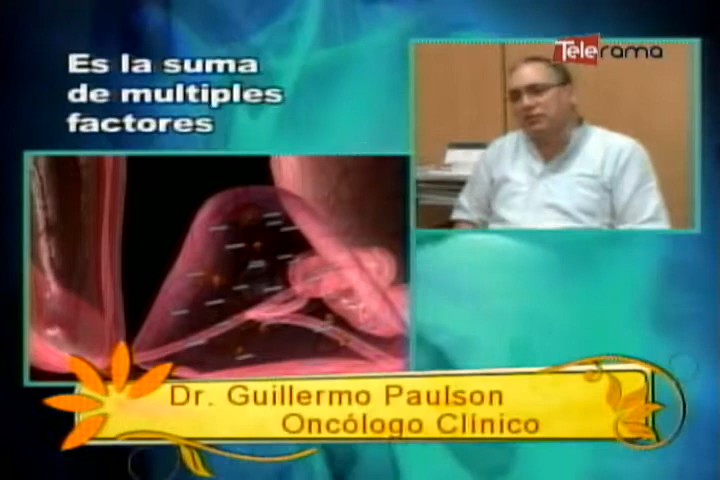 Es la suma
de multiples
factores
Telerama
Dr. Guillermo Paulson
Oncólogo Clínico